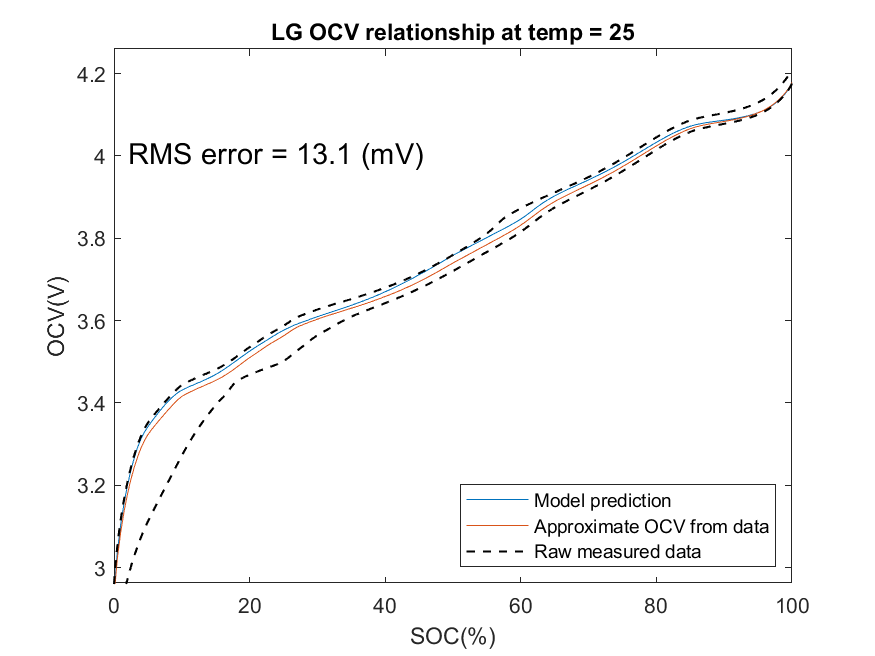 LG OCV relationship at temp = 25
4.2
RMS error = 13.1 (mV)
4
3.8
OCV(V)
3.6
3.4
3.2
3
Model prediction
Approximate OCV from data
Raw measured data
0 20 40 60 80 100
SOC(%)